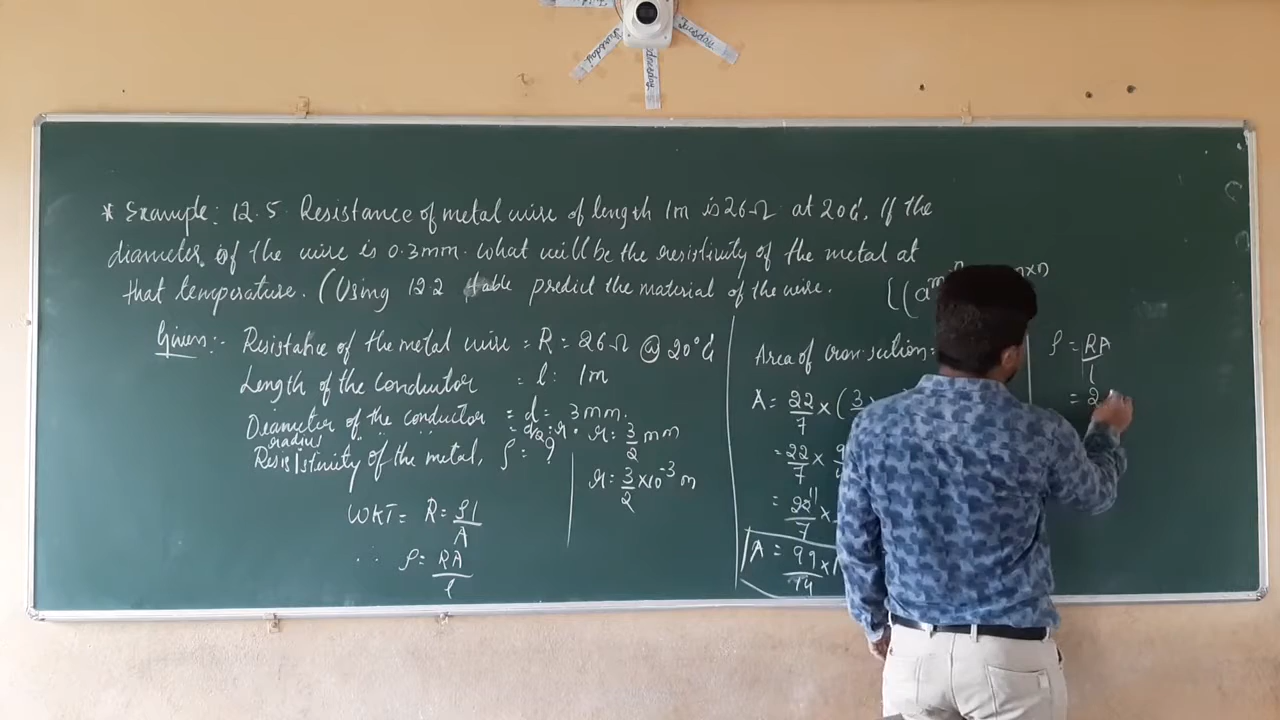 Tuesday
Wednesday
Thursday
* Example: 12.5 Resistance of metal wire of length 1m is 26Ω at 20°C. If the
diameter of the wire is 0.3mm. What will be the resistivity of the metal at
that temperature. (Using 12.2 table predict the material of the wire.
[(a^m
Given:- Resistance of the metal wire = R = 26Ω @ 20°C
Length of the conductor = l = 1m
Diameter of the conductor = d = 3mm.
radius = d/2 = r.
Resistivity of the metal, ρ = ?
r = 3/2 mm
r = 3/2 ×10^-3 m
WKT = R = ρl/A
∴ ρ = RA/l
Area of cross section =
A = 22/7 × (3/
= 22/7 ×
= 22/7 ×
A = 99/14 ×
ρ = RA/l
= 2